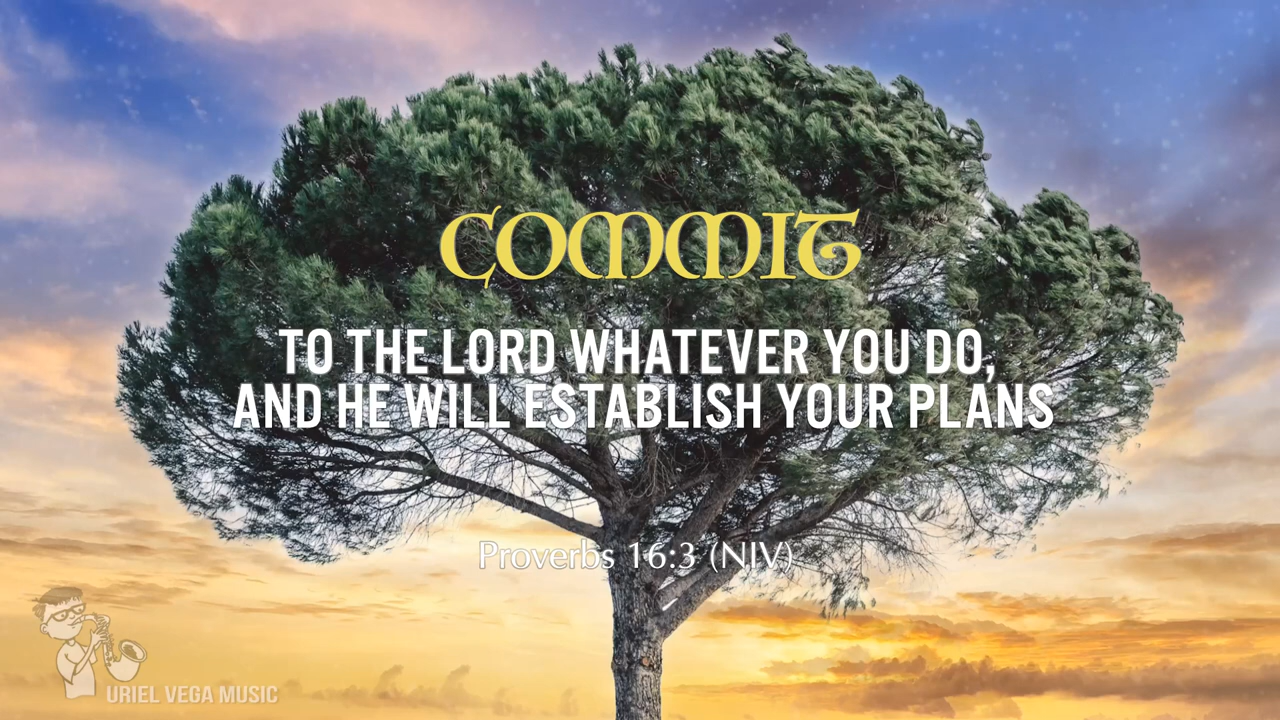 COMMIT
TO THE LORD WHATEVER YOU DO,
AND HE WILL ESTABLISH YOUR PLANS
Proverbs 16:3 (NIV)
URIEL VEGA MUSIC